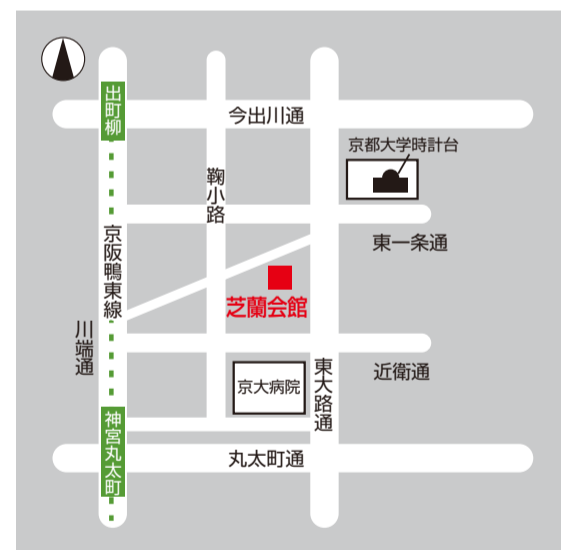 出町柳
今出川通
京都大学時計台
鞠小路
東一条通
京阪鴨東線
芝蘭会館
川端通
近衛通
東大路通
京大病院
神宮丸太町
丸太町通